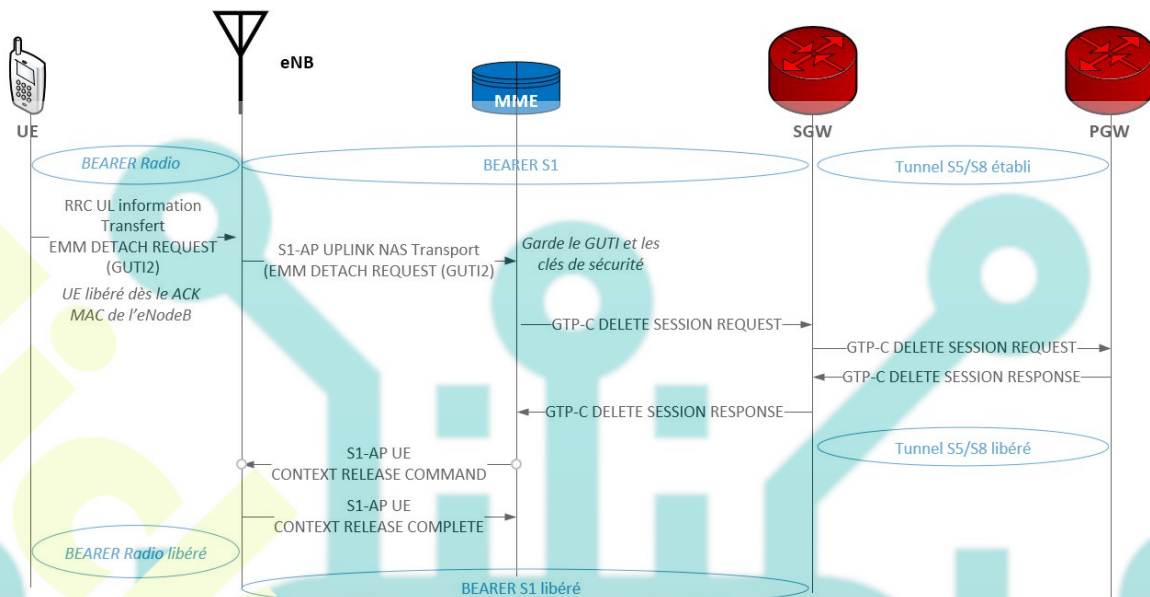 eNB
MME
UE
SGW
PGW
BEARER Radio
BEARER S1
Tunnel S5/S8 établi
RRC UL information
Transfert
EMM DETACH REQUEST
(GUTI2)
S1-AP UPLINK NAS Transport
(EMM DETACH REQUEST (GUTI2)
Garde le GUTI et les
clés de sécurité
UE libéré dès le ACK
MAC de l'eNodeB
GTP-C DELETE SESSION REQUEST
GTP-C DELETE SESSION REQUEST
GTP-C DELETE SESSION RESPONSE
GTP-C DELETE SESSION RESPONSE
Tunnel S5/S8 libéré
S1-AP UE
CONTEXT RELEASE COMMAND
S1-AP UE
CONTEXT RELEASE COMPLETE
BEARER Radio libéré
BEARER S1 libéré